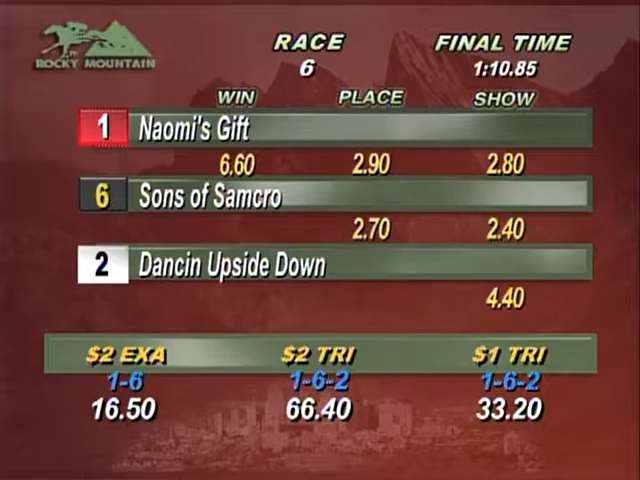 ROCKY MOUNTAIN
RACE
6
FINAL TIME
1:10.85
WIN PLACE SHOW
1 Naomi's Gift
6.60 2.90 2.80
6 Sons of Samcro
2.70 2.40
2 Dancin Upside Down
4.40
$2 EXA $2 TRI $1 TRI
1-6 1-6-2 1-6-2
16.50 66.40 33.20